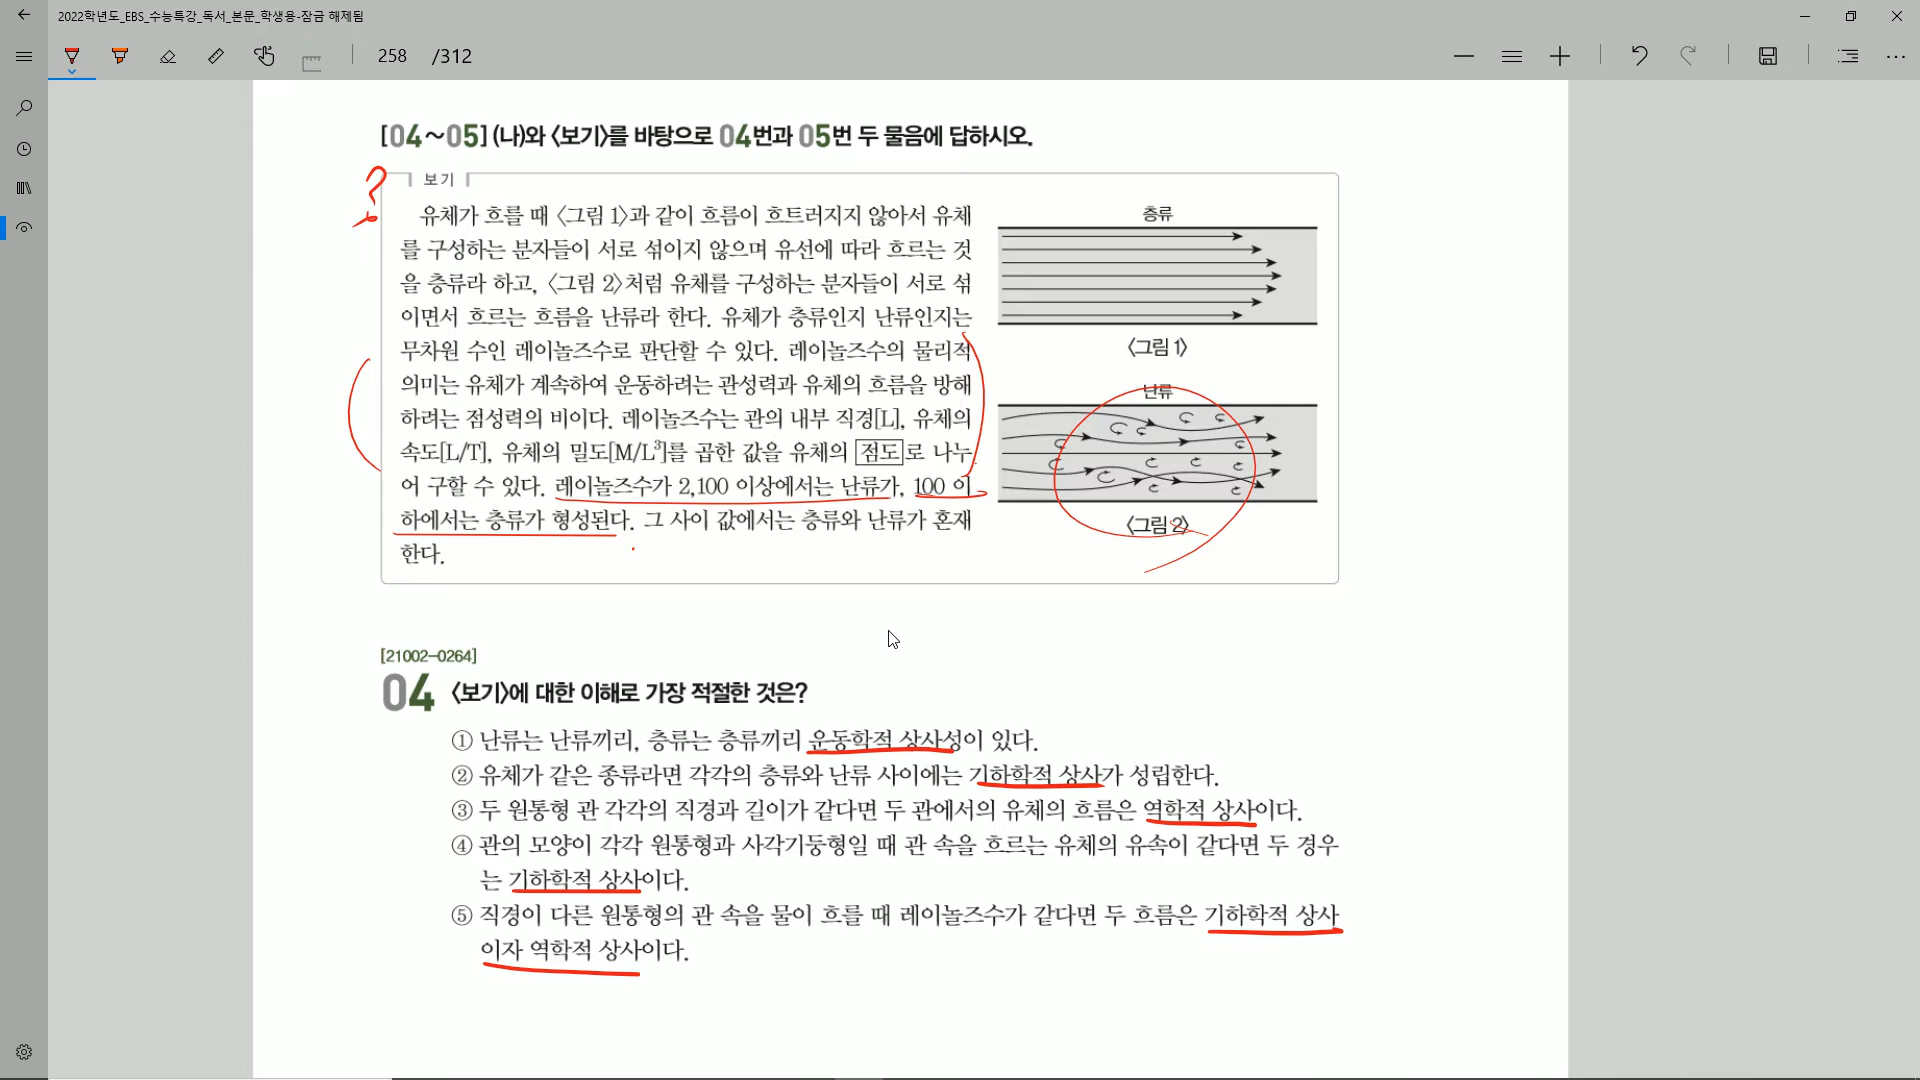 2022학년도_EBS_수능특강_독서_본문_학생용-잠금 해제됨
258 /312
[04~05] (나)와 〈보기〉를 바탕으로 04번과 05번 두 물음에 답하시오.
보기
유체가 흐를 때 〈그림 1〉과 같이 흐름이 흐트러지지 않아서 유체
를 구성하는 분자들이 서로 섞이지 않으며 유선에 따라 흐르는 것
을 층류라 하고, 〈그림 2〉처럼 유체를 구성하는 분자들이 서로 섞
이면서 흐르는 흐름을 난류라 한다. 유체가 층류인지 난류인지는
무차원 수인 레이놀즈수로 판단할 수 있다. 레이놀즈수의 물리적
의미는 유체가 계속하여 운동하려는 관성력과 유체의 흐름을 방해
하려는 점성력의 비이다. 레이놀즈수는 관의 내부 직경[L], 유체의
속도[L/T], 유체의 밀도[M/L³]를 곱한 값을 유체의 점도로 나누
어 구할 수 있다. 레이놀즈수가 2,100 이상에서는 난류가, 100 이
하에서는 층류가 형성된다. 그 사이 값에서는 층류와 난류가 혼재
한다.
층류
〈그림 1〉
난류
〈그림 2〉
[21002-0264]
04 〈보기〉에 대한 이해로 가장 적절한 것은?
① 난류는 난류끼리, 층류는 층류끼리 운동학적 상사성이 있다.
② 유체가 같은 종류라면 각각의 층류와 난류 사이에는 기하학적 상사가 성립한다.
③ 두 원통형 관 각각의 직경과 길이가 같다면 두 관에서의 유체의 흐름은 역학적 상사이다.
④ 관의 모양이 각각 원통형과 사각기둥형일 때 관 속을 흐르는 유체의 유속이 같다면 두 경우
는 기하학적 상사이다.
⑤ 직경이 다른 원통형의 관 속을 물이 흐를 때 레이놀즈수가 같다면 두 흐름은 기하학적 상사
이자 역학적 상사이다.